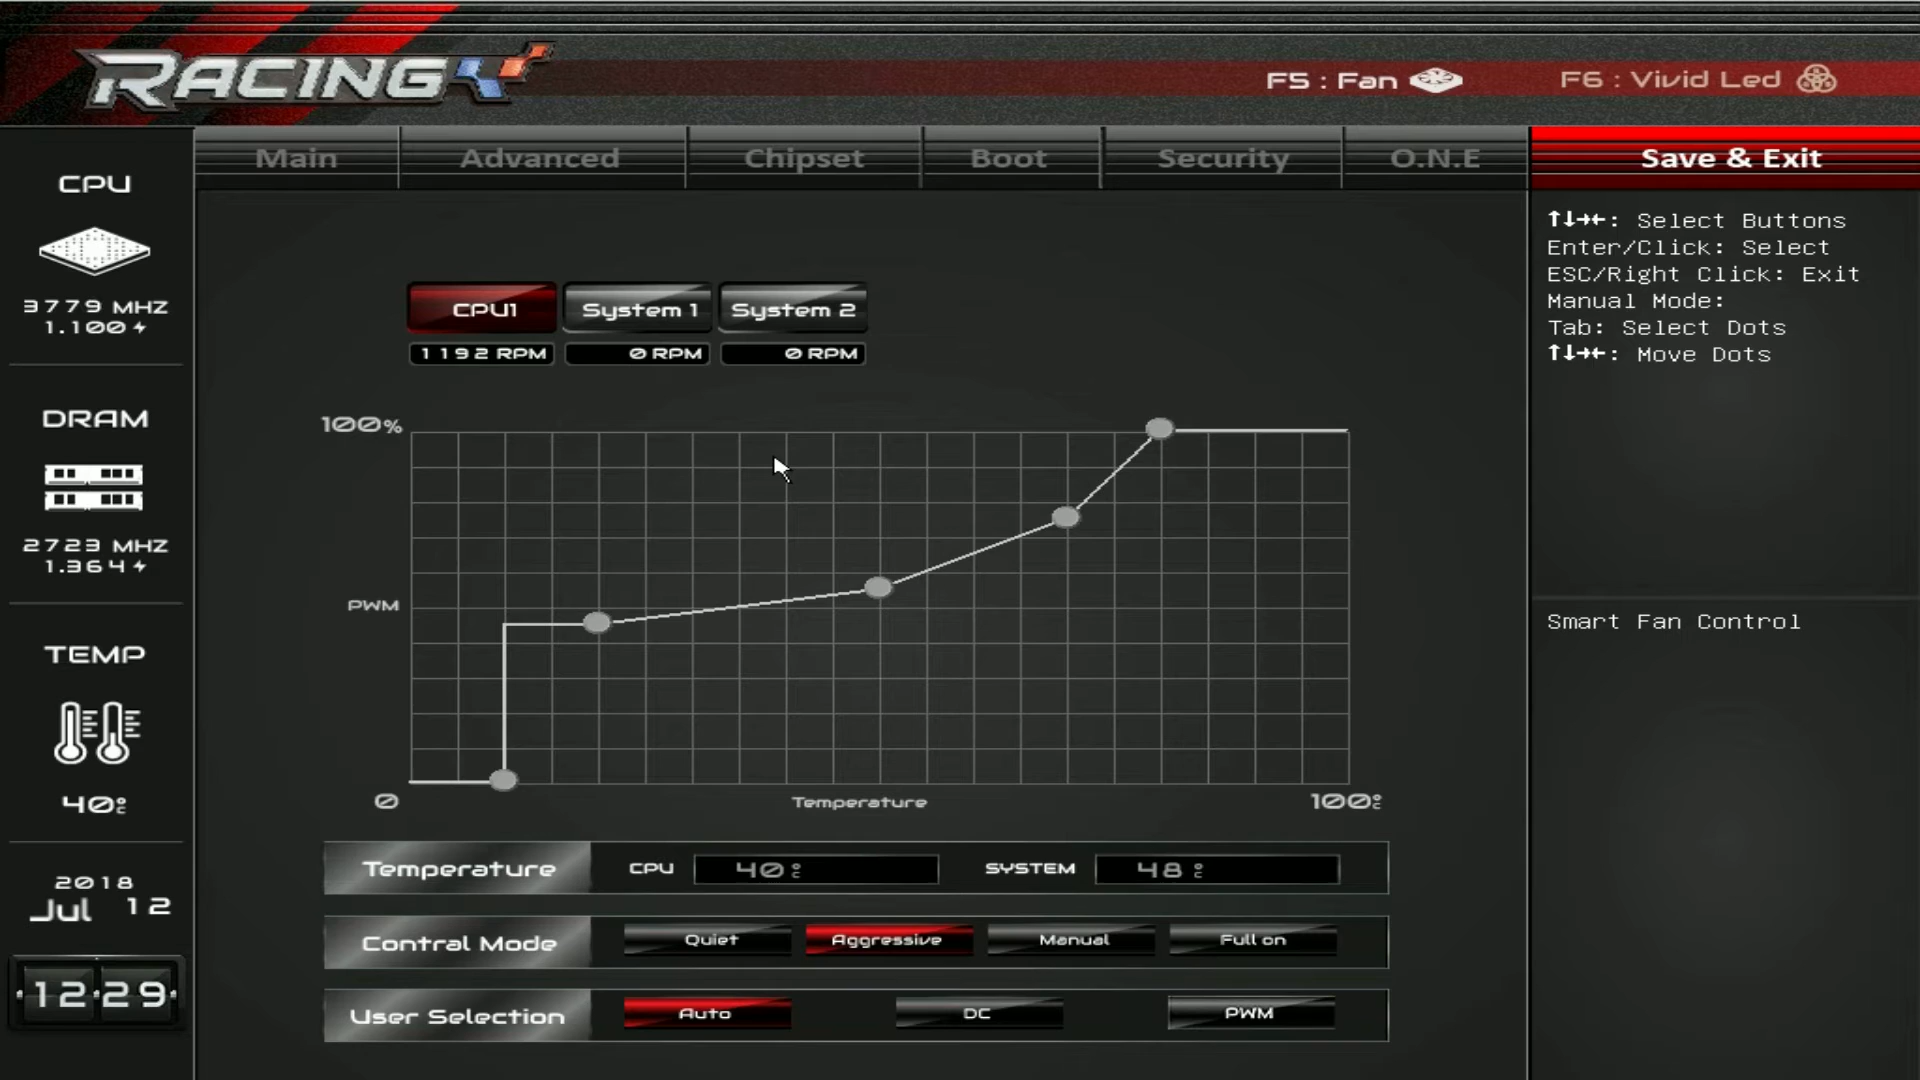 RACING
F5 : Fan
F6 : Vivid Led
Main
Advanced
Chipset
Boot
Security
O.N.E
Save & Exit
CPU
3779 MHZ
1.100
DRAM
2723 MHZ
1.364
TEMP
40°C
2018
Jul 12
12 29
CPU1
System 1
System 2
1192 RPM
0 RPM
0 RPM
100%
PWM
0
Temperature
100°C
Temperature
CPU
40 °C
SYSTEM
48 °C
Contral Mode
Quiet
Aggressive
Manual
Full on
User Selection
Auto
DC
PWM
↑↓→←: Select Buttons
Enter/Click: Select
ESC/Right Click: Exit
Manual Mode:
Tab: Select Dots
↑↓→←: Move Dots
Smart Fan Control